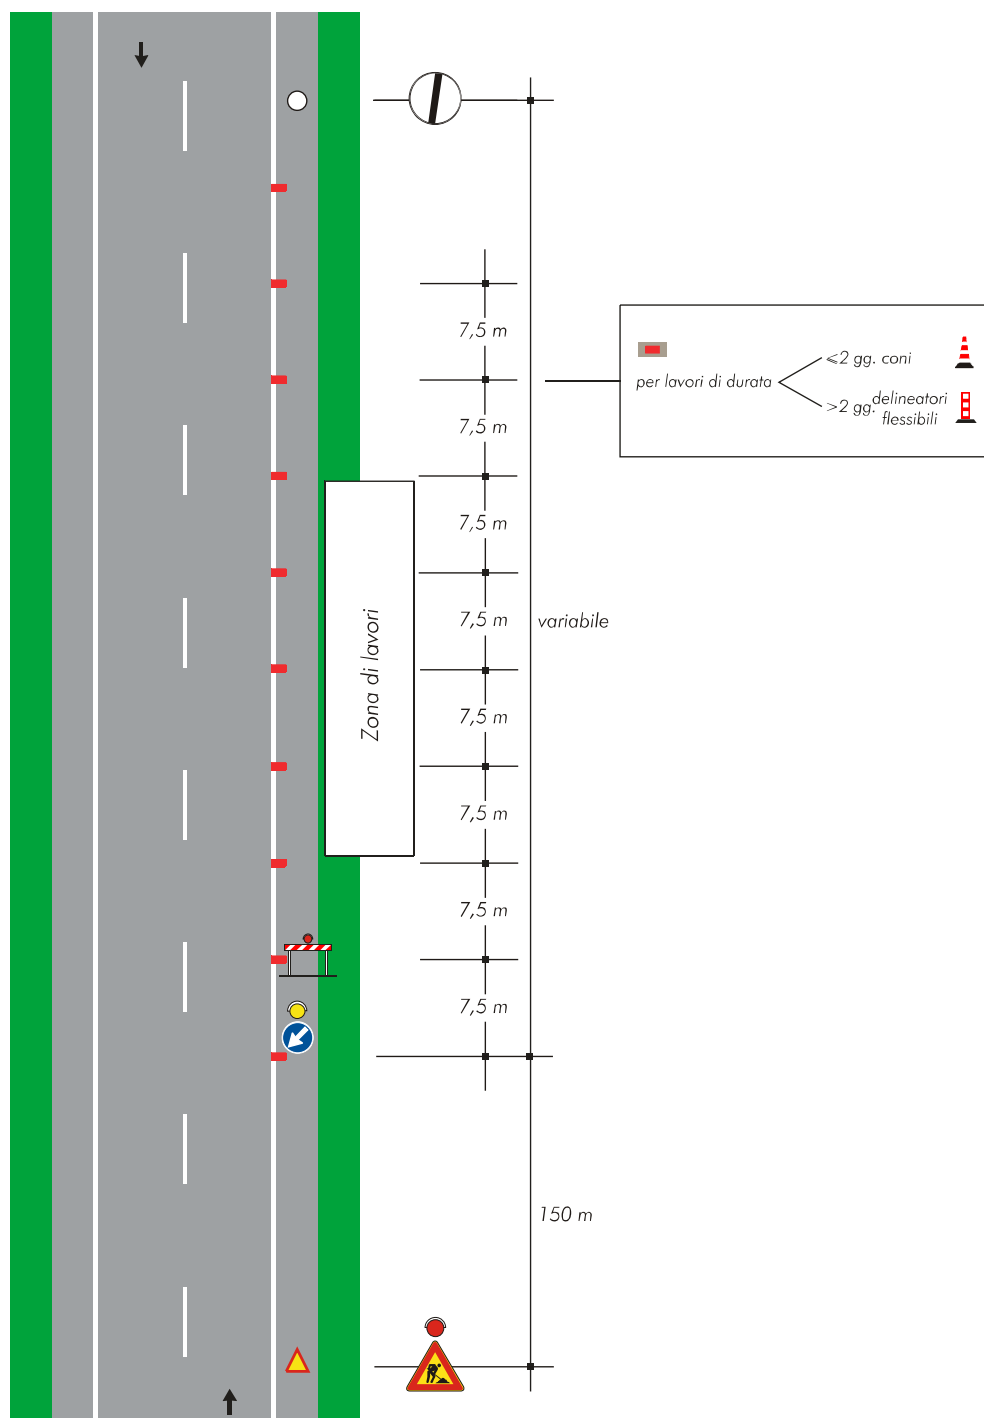 7,5 m
7,5 m
7,5 m
7,5 m
7,5 m
7,5 m
7,5 m
7,5 m
Zona di lavori
variabile
150 m
per lavori di durata
⩽2 gg. coni
>2 gg. delineatori
flessibili